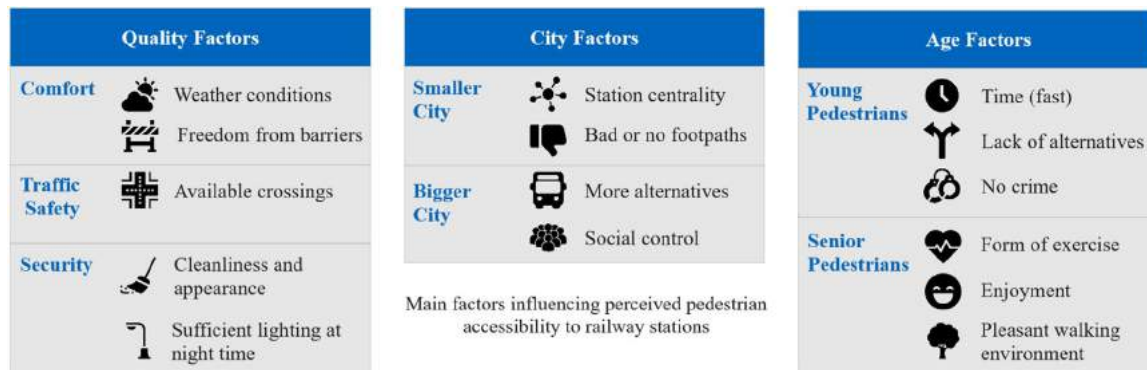 Quality Factors
Comfort
Weather conditions
Freedom from barriers
Traffic
Safety
Available crossings
Security
Cleanliness and
appearance
Sufficient lighting at
night time
City Factors
Smaller
City
Station centrality
Bad or no footpaths
Bigger
City
More alternatives
Social control
Main factors influencing perceived pedestrian
accessibility to railway stations
Age Factors
Young
Pedestrians
Time (fast)
Lack of alternatives
No crime
Senior
Pedestrians
Form of exercise
Enjoyment
Pleasant walking
environment